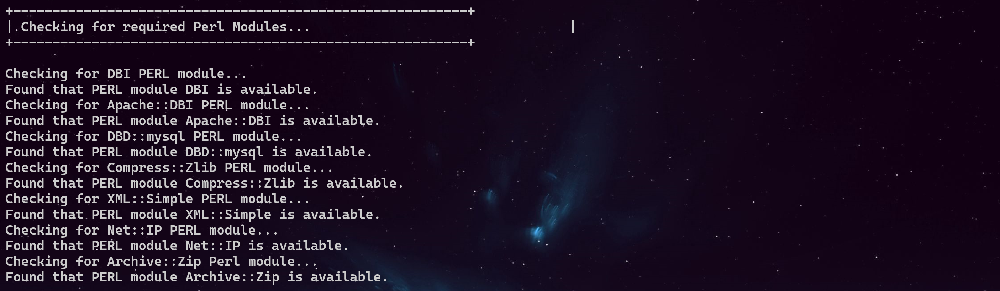 +----------------------------------------------------------+
| Checking for required Perl Modules...                                 |
+----------------------------------------------------------+
Checking for DBI PERL module...
Found that PERL module DBI is available.
Checking for Apache::DBI PERL module...
Found that PERL module Apache::DBI is available.
Checking for DBD::mysql PERL module...
Found that PERL module DBD::mysql is available.
Checking for Compress::Zlib PERL module...
Found that PERL module Compress::Zlib is available.
Checking for XML::Simple PERL module...
Found that PERL module XML::Simple is available.
Checking for Net::IP PERL module...
Found that PERL module Net::IP is available.
Checking for Archive::Zip Perl module...
Found that PERL module Archive::Zip is available.